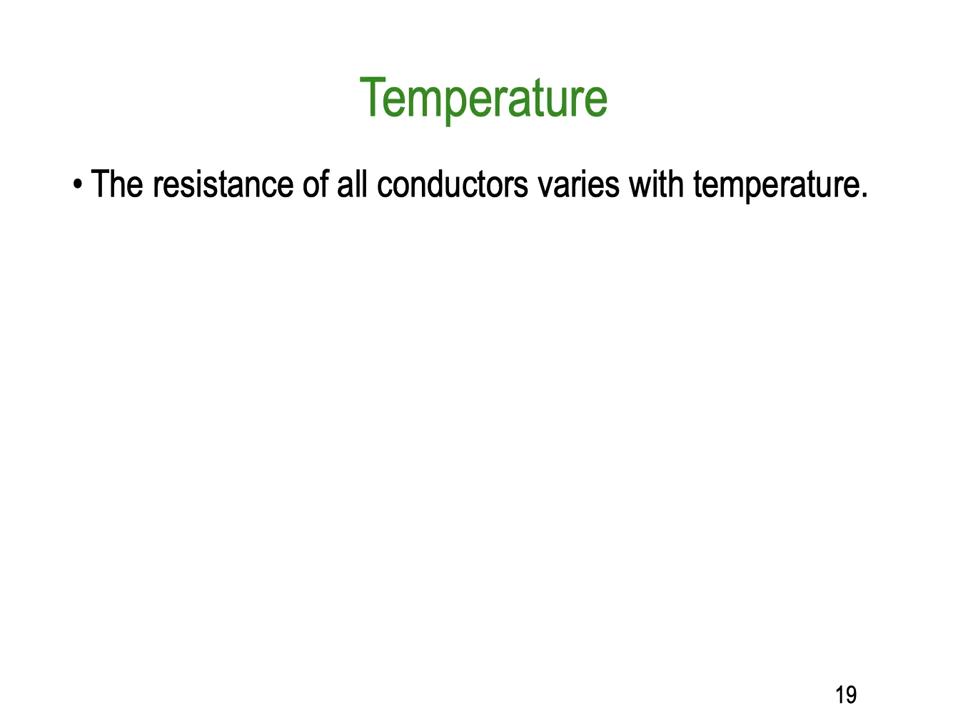 Temperature
• The resistance of all conductors varies with temperature.
19